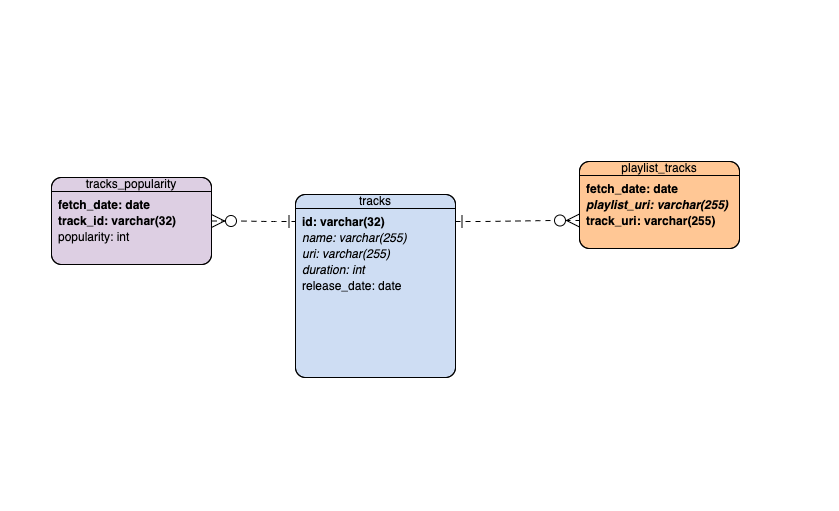 tracks_popularity
fetch_date: date
track_id: varchar(32)
popularity: int
tracks
id: varchar(32)
name: varchar(255)
uri: varchar(255)
duration: int
release_date: date
playlist_tracks
fetch_date: date
playlist_uri: varchar(255)
track_uri: varchar(255)